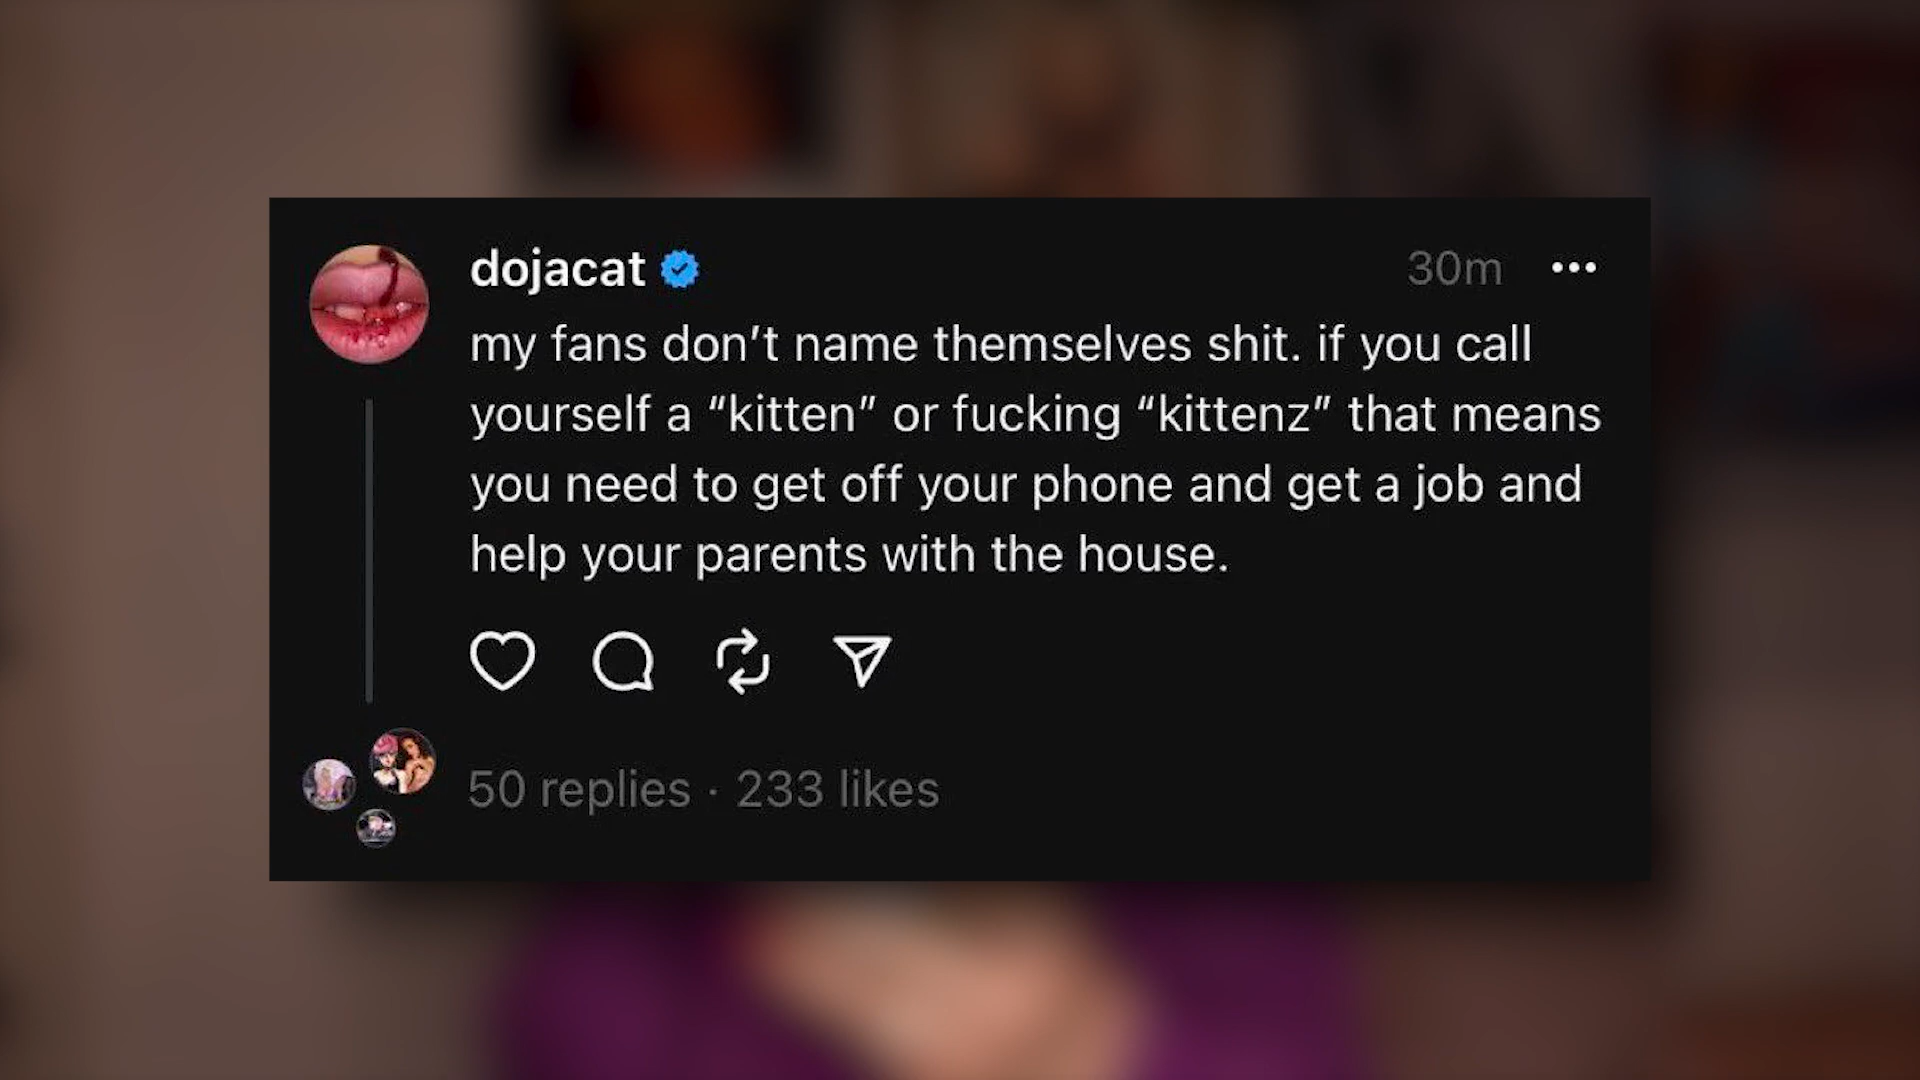 dojacat
30m
my fans don’t name themselves shit. if you call
yourself a “kitten” or fucking “kittenz” that means
you need to get off your phone and get a job and
help your parents with the house.
50 replies · 233 likes